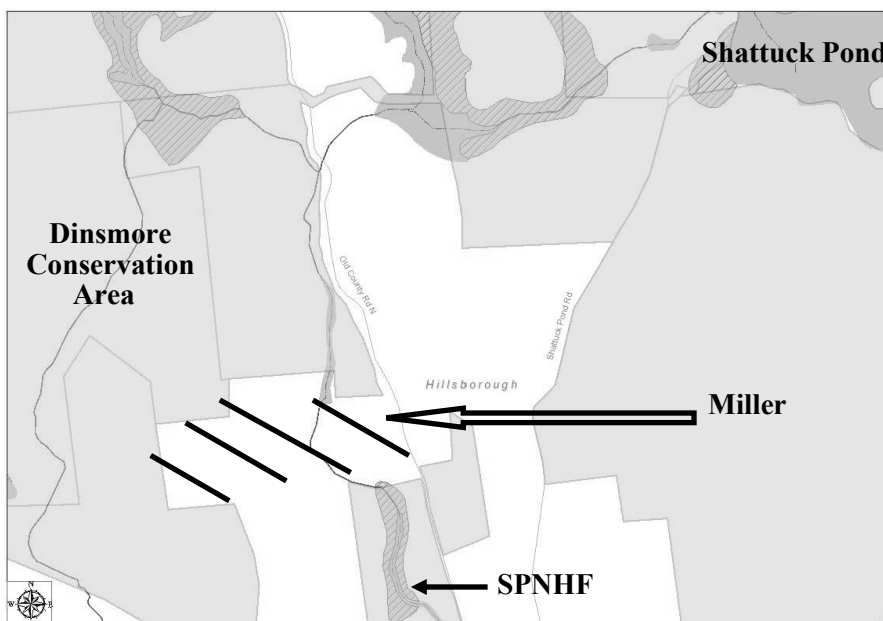 Shattuck Pond
Dinsmore
Conservation
Area
Old County Rd N
Shattuck Pond Rd
Hillsborough
Miller
SPNHF
N
W
E
S